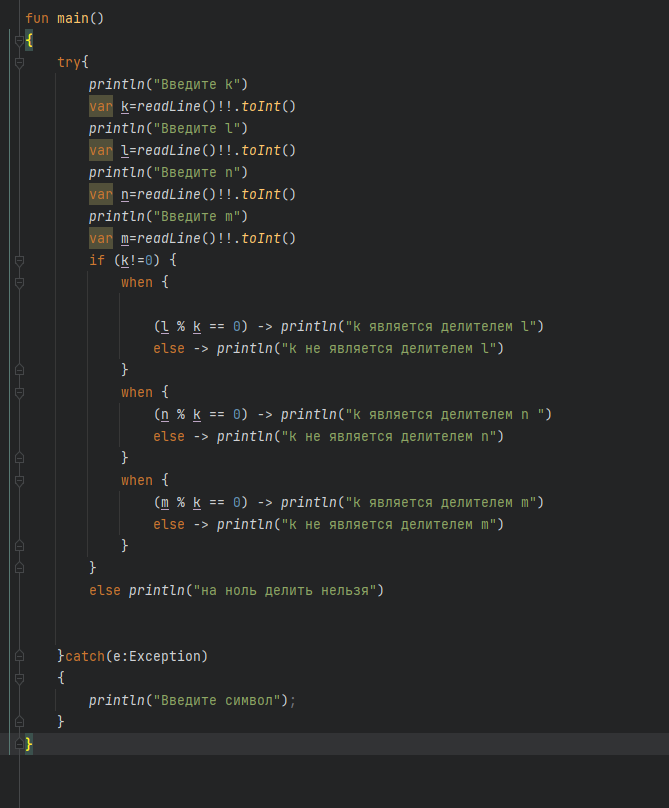 fun main()
{
    try{
        println("Введите k")
        var k=readLine()!!.toInt()
        println("Введите l")
        var l=readLine()!!.toInt()
        println("Введите n")
        var n=readLine()!!.toInt()
        println("Введите m")
        var m=readLine()!!.toInt()
        if (k!=0) {
            when {
                (l % k == 0) -> println("k является делителем l")
                else -> println("k не является делителем l")
            }
            when {
                (n % k == 0) -> println("k является делителем n ")
                else -> println("k не является делителем n")
            }
            when {
                (m % k == 0) -> println("k является делителем m")
                else -> println("k не является делителем m")
            }
        }
        else println("на ноль делить нельзя")
    }catch(e:Exception)
    {
        println("Введите символ");
    }
}